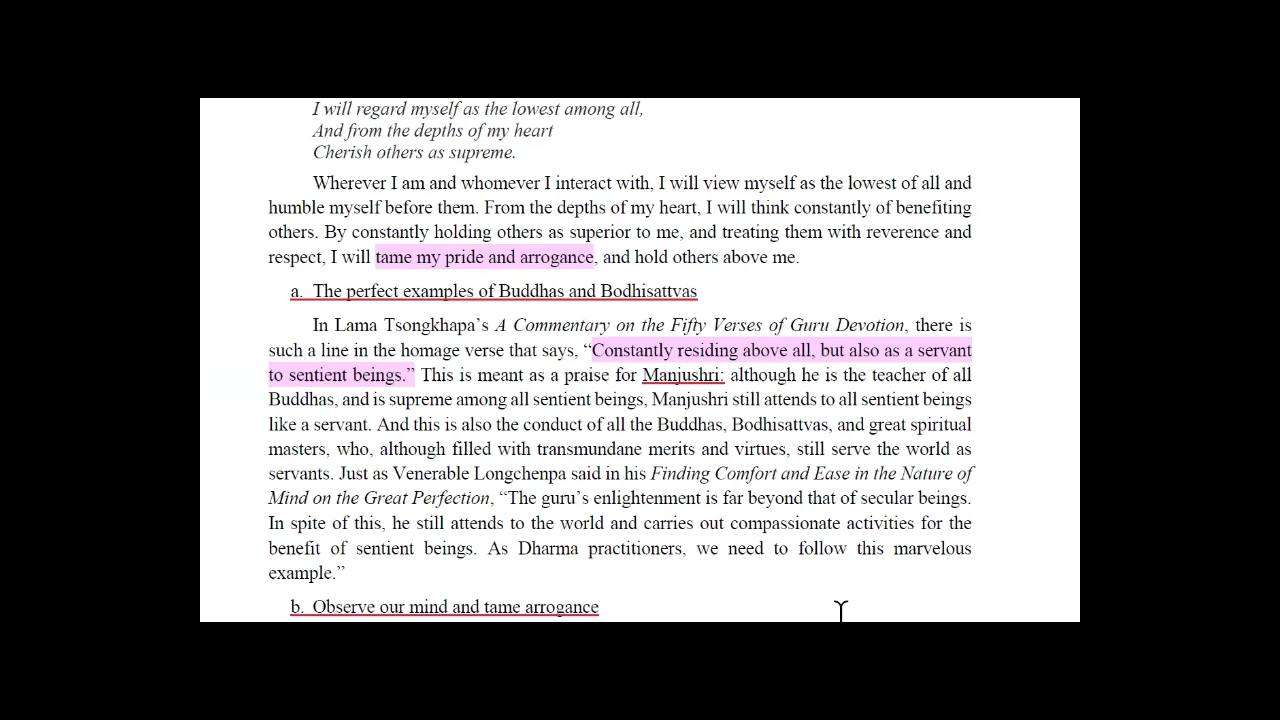 I will regard myself as the lowest among all,
And from the depths of my heart
Cherish others as supreme.
Wherever I am and whomever I interact with, I will view myself as the lowest of all and
humble myself before them. From the depths of my heart, I will think constantly of benefiting
others. By constantly holding others as superior to me, and treating them with reverence and
respect, I will tame my pride and arrogance, and hold others above me.
a. The perfect examples of Buddhas and Bodhisattvas
In Lama Tsongkhapa’s A Commentary on the Fifty Verses of Guru Devotion, there is
such a line in the homage verse that says, “Constantly residing above all, but also as a servant
to sentient beings.” This is meant as a praise for Manjushri: although he is the teacher of all
Buddhas, and is supreme among all sentient beings, Manjushri still attends to all sentient beings
like a servant. And this is also the conduct of all the Buddhas, Bodhisattvas, and great spiritual
masters, who, although filled with transmundane merits and virtues, still serve the world as
servants. Just as Venerable Longchenpa said in his Finding Comfort and Ease in the Nature of
Mind on the Great Perfection, “The guru’s enlightenment is far beyond that of secular beings.
In spite of this, he still attends to the world and carries out compassionate activities for the
benefit of sentient beings. As Dharma practitioners, we need to follow this marvelous
example.”
b. Observe our mind and tame arrogance